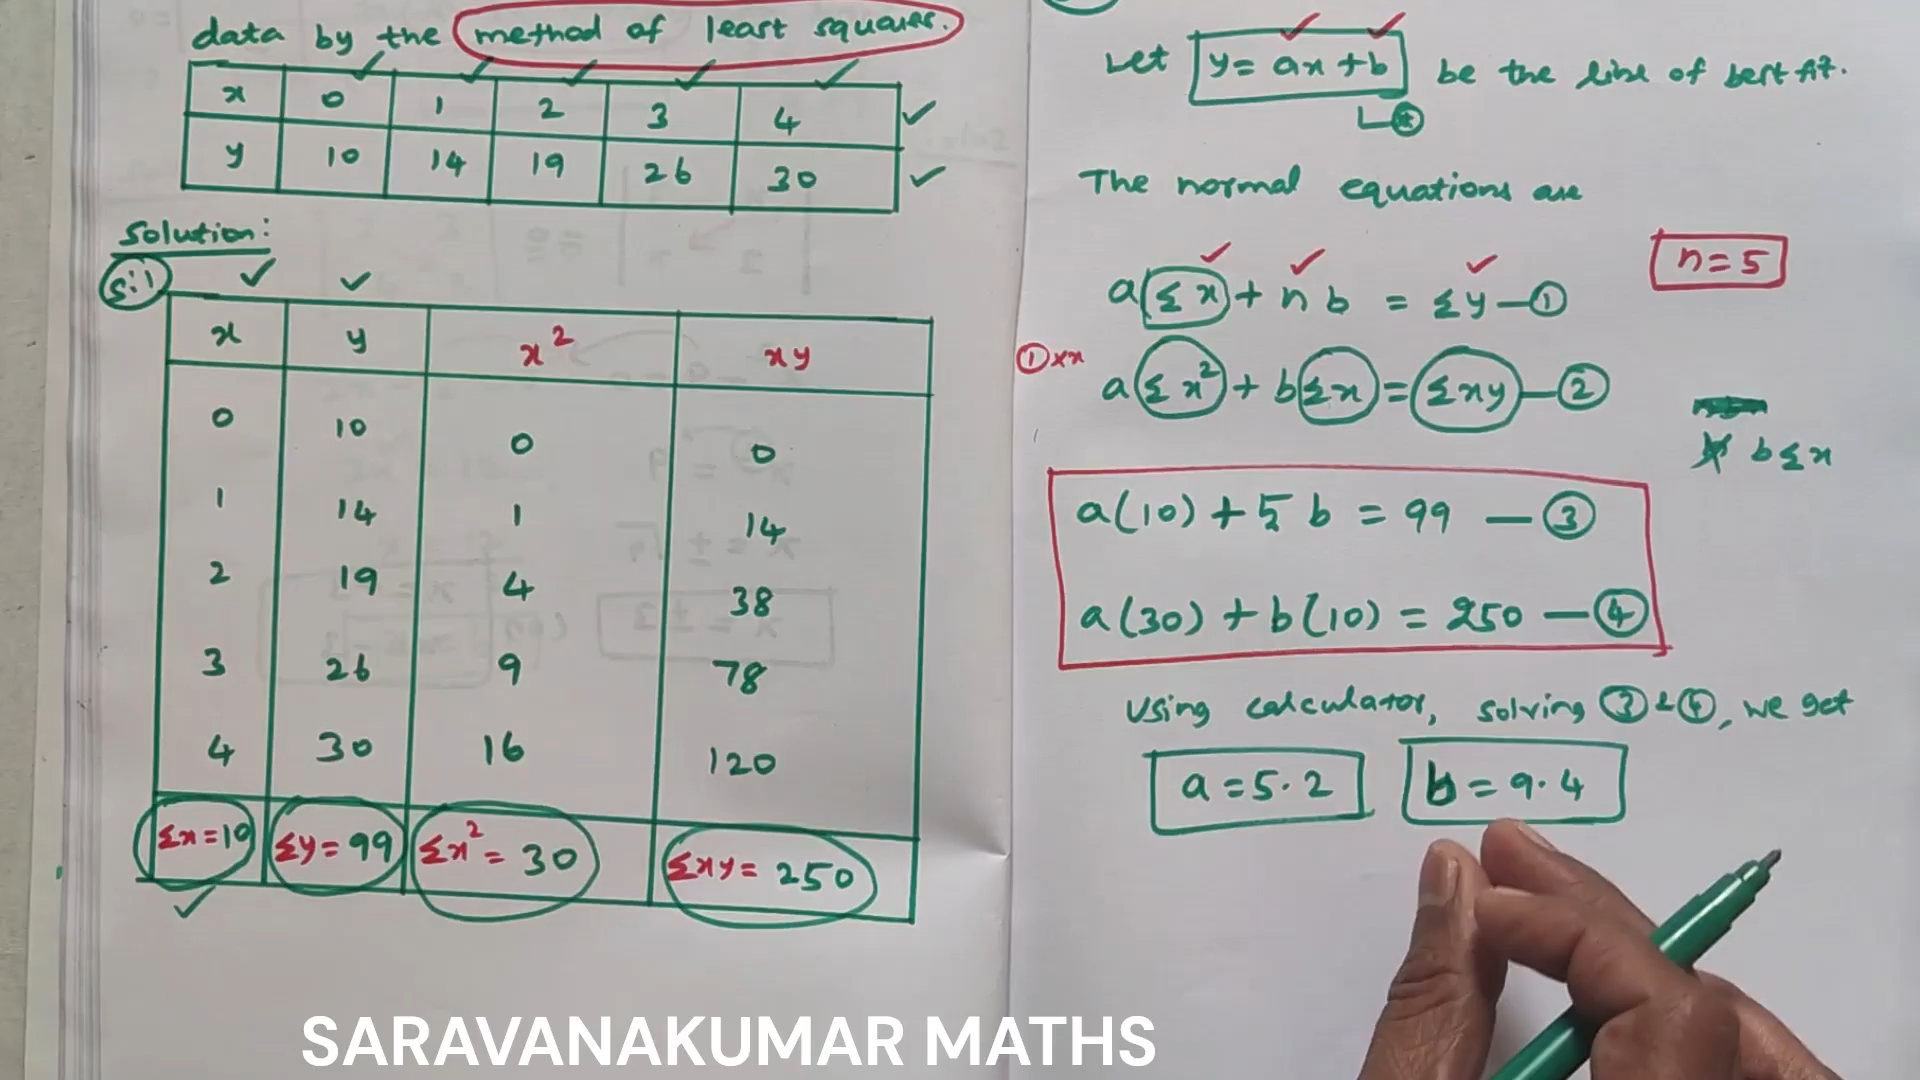 data by the method of least squares.
x 0 1 2 3 4
y 10 14 19 26 30
Solution:
S:1
x y x² xy
0 10 0 0
1 14 1 14
2 19 4 38
3 26 9 78
4 30 16 120
Σx=10 Σy=99 Σx²=30 Σxy=250
Let y=ax+b be the line of best fit.
The normal equations are
n=5
a(Σx)+nb = Σy—①
①×x
aΣx²+bΣx=Σxy—②
bΣx
a(10)+5b=99—③
a(30)+b(10)=250—④
Using calculator, solving ③&④, we get
a=5.2 b=9.4
SARAVANAKUMAR MATHS